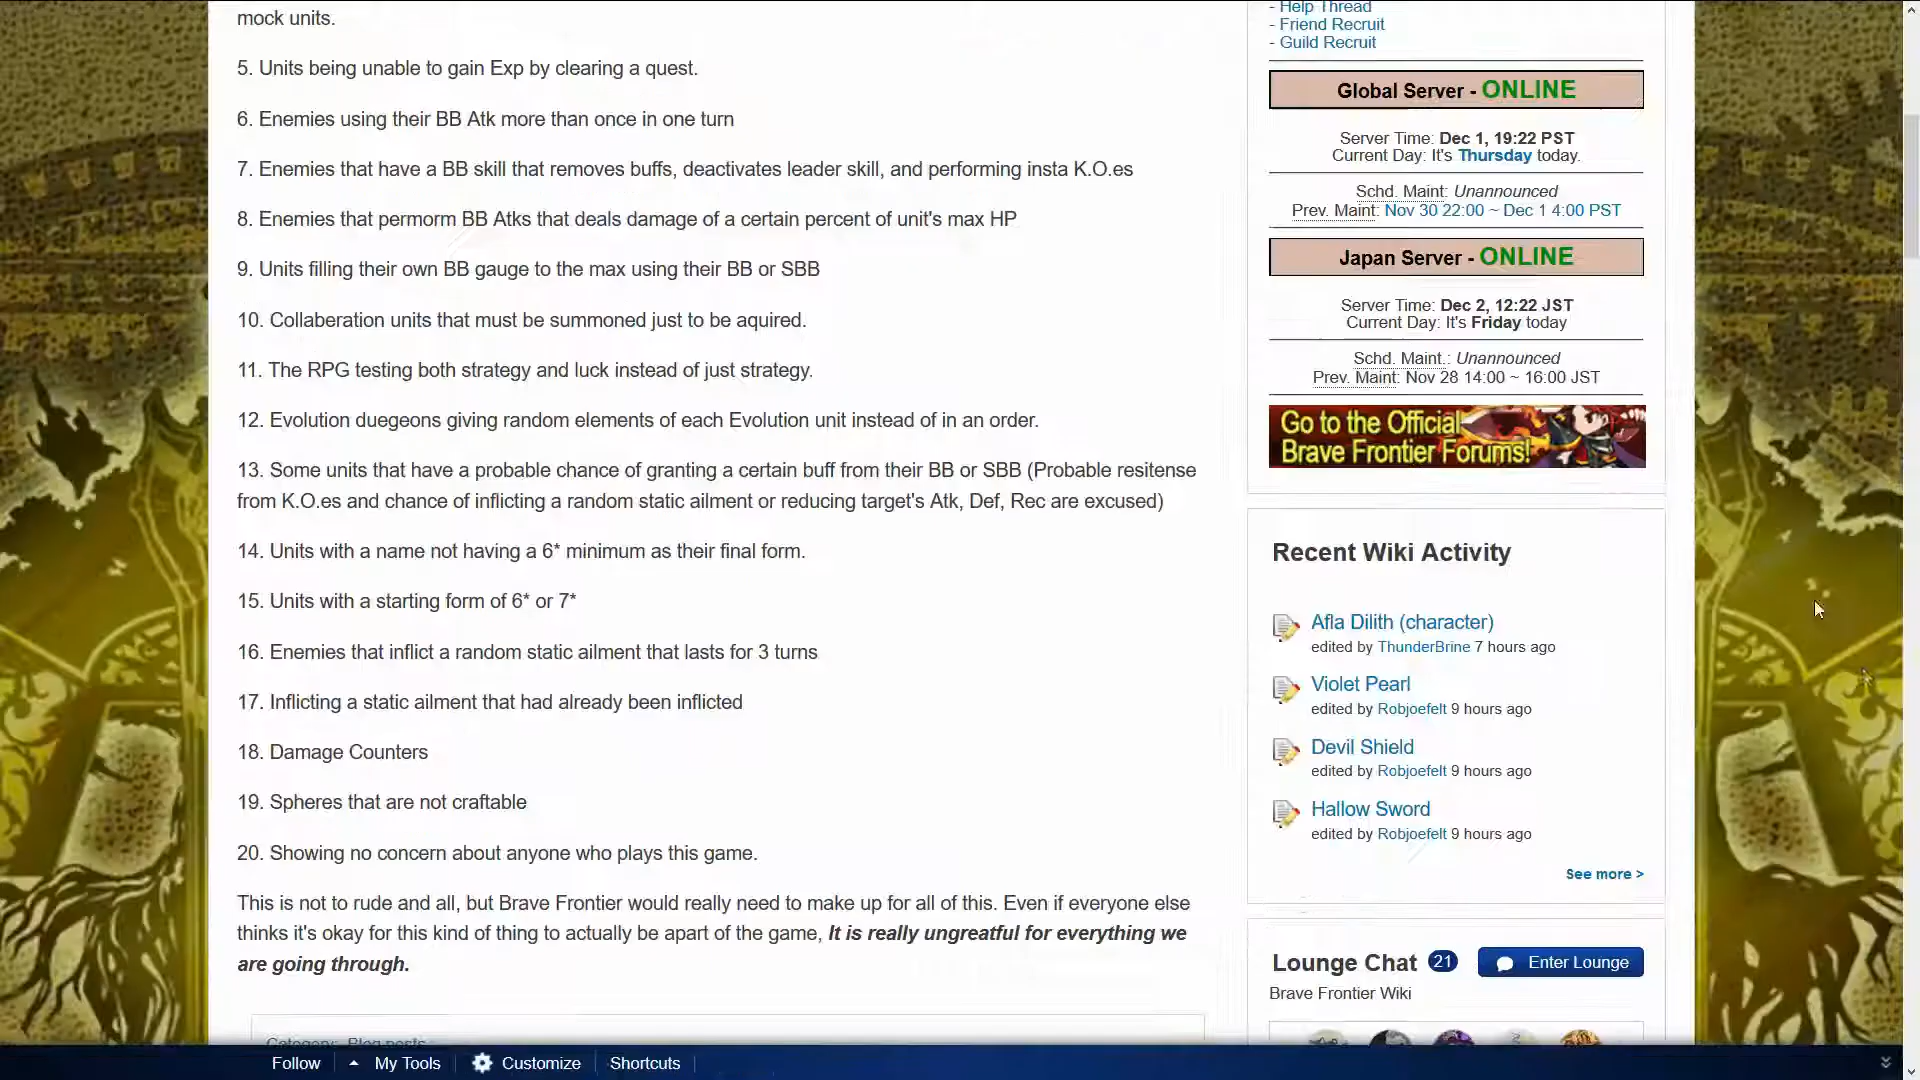 mock units.
5. Units being unable to gain Exp by clearing a quest.
6. Enemies using their BB Atk more than once in one turn
7. Enemies that have a BB skill that removes buffs, deactivates leader skill, and performing insta K.O.es
8. Enemies that permorm BB Atks that deals damage of a certain percent of unit's max HP
9. Units filling their own BB gauge to the max using their BB or SBB
10. Collaberation units that must be summoned just to be aquired.
11. The RPG testing both strategy and luck instead of just strategy.
12. Evolution duegeons giving random elements of each Evolution unit instead of in an order.
13. Some units that have a probable chance of granting a certain buff from their BB or SBB (Probable resitense
from K.O.es and chance of inflicting a random static ailment or reducing target's Atk, Def, Rec are excused)
14. Units with a name not having a 6* minimum as their final form.
15. Units with a starting form of 6* or 7*
16. Enemies that inflict a random static ailment that lasts for 3 turns
17. Inflicting a static ailment that had already been inflicted
18. Damage Counters
19. Spheres that are not craftable
20. Showing no concern about anyone who plays this game.
This is not to rude and all, but Brave Frontier would really need to make up for all of this. Even if everyone else
thinks it's okay for this kind of thing to actually be apart of the game, It is really ungreatful for everything we
are going through.
Category: Blog posts
- Help Thread
- Friend Recruit
- Guild Recruit
Global Server - ONLINE
Server Time: Dec 1, 19:22 PST
Current Day: It's Thursday today.
Schd. Maint: Unannounced
Prev. Maint: Nov 30 22:00 ~ Dec 1 4:00 PST
Japan Server - ONLINE
Server Time: Dec 2, 12:22 JST
Current Day: It's Friday today
Schd. Maint.: Unannounced
Prev. Maint: Nov 28 14:00 ~ 16:00 JST
Go to the Official
Brave Frontier Forums!
Recent Wiki Activity
Afla Dilith (character)
edited by ThunderBrine 7 hours ago
Violet Pearl
edited by Robjoefelt 9 hours ago
Devil Shield
edited by Robjoefelt 9 hours ago
Hallow Sword
edited by Robjoefelt 9 hours ago
See more >
Lounge Chat 21 Enter Lounge
Brave Frontier Wiki
Follow My Tools Customize Shortcuts